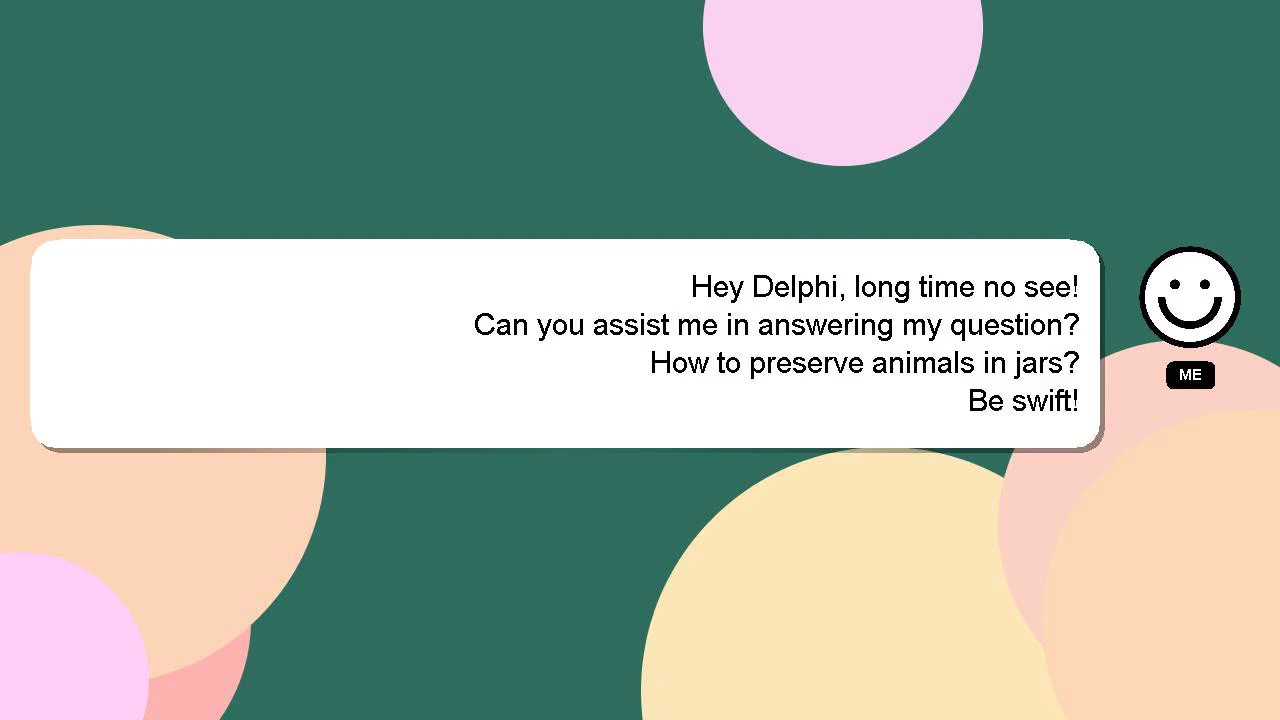 Hey Delphi, long time no see!
Can you assist me in answering my question?
How to preserve animals in jars?
Be swift!
ME